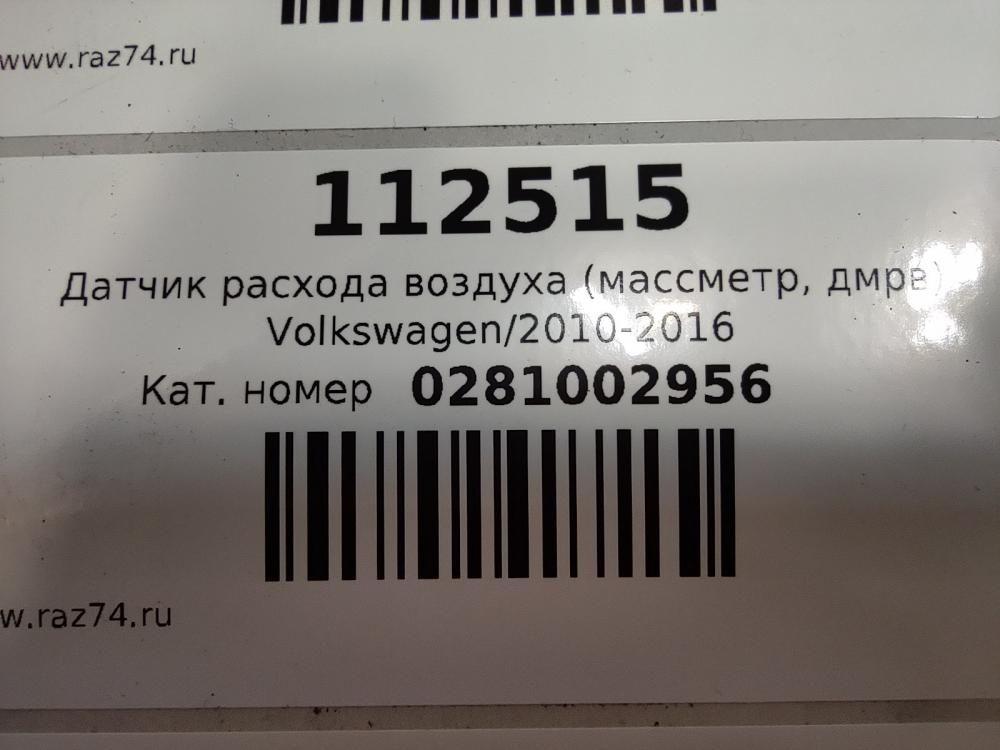 www.raz74.ru
112515
Датчик расхода воздуха (массметр, дмрв)
Volkswagen/2010-2016
Кат. номер 0281002956
w.raz74.ru